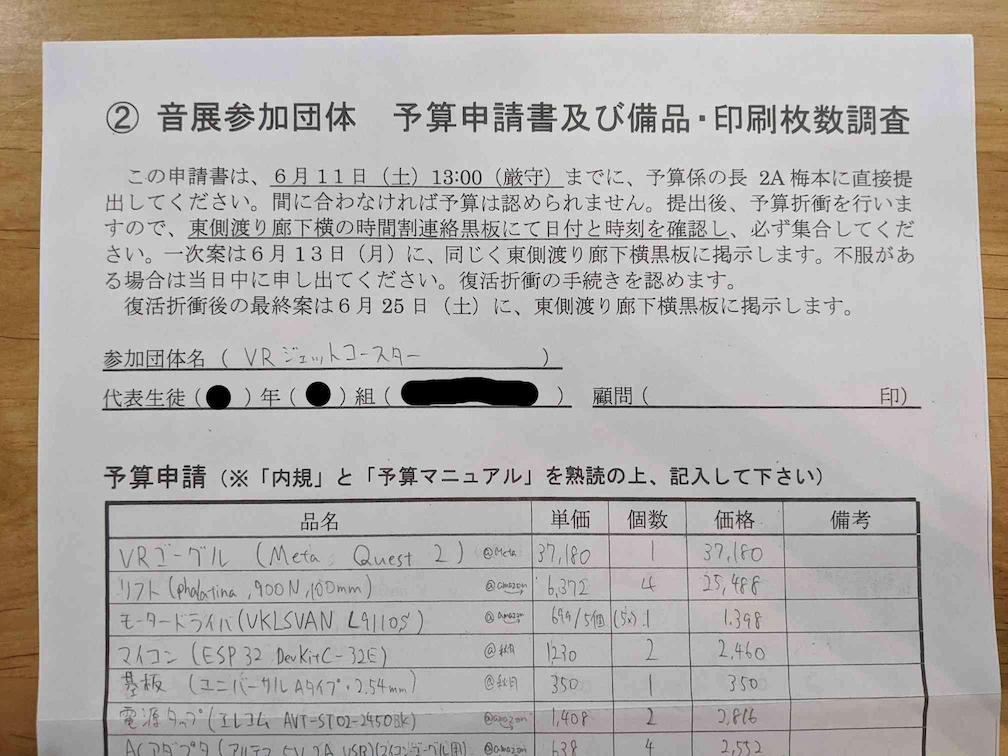 ② 音展参加団体　予算申請書及び備品・印刷枚数調査
この申請書は、6月11日（土）13:00（厳守）までに、予算係の長 2A 梅本に直接提
出してください。間に合わなければ予算は認められません。提出後、予算折衝を行いま
すので、東側渡り廊下横の時間割連絡黒板にて日付と時刻を確認し、必ず集合してくだ
さい。一次案は6月13日（月）に、同じく東側渡り廊下横黒板に掲示します。不服があ
る場合は当日中に申し出てください。復活折衝の手続きを認めます。
復活折衝後の最終案は6月25日（土）に、東側渡り廊下横黒板に掲示します。
参加団体名（ VRジェットコースター ）
代表生徒（ ）年（ ）組（ ） 顧問（ 印）
予算申請（※「内規」と「予算マニュアル」を熟読の上、記入して下さい）
品名 単価 個数 価格 備考
VRゴーグル (Meta Quest 2) @Meta 37,180 1 37,180
リフト (phalatina, 900N, 100mm) @amazon 6,372 4 25,488
モータードライバ (VKLSVAN L9110S) @amazon 699/5個 (5x) 1 1,398
マイコン (ESP32 DevKitC-32E) @秋月 1230 2 2,460
基板 (ユニバーサル Aタイプ・2.54mm) @秋月 350 1 350
電源タップ (エレコム AVT-ST02-2450BK) @amazon 1,408 2 2,816
ACアダプタ (アルテス 5V 2A USB) 638 4 2,552